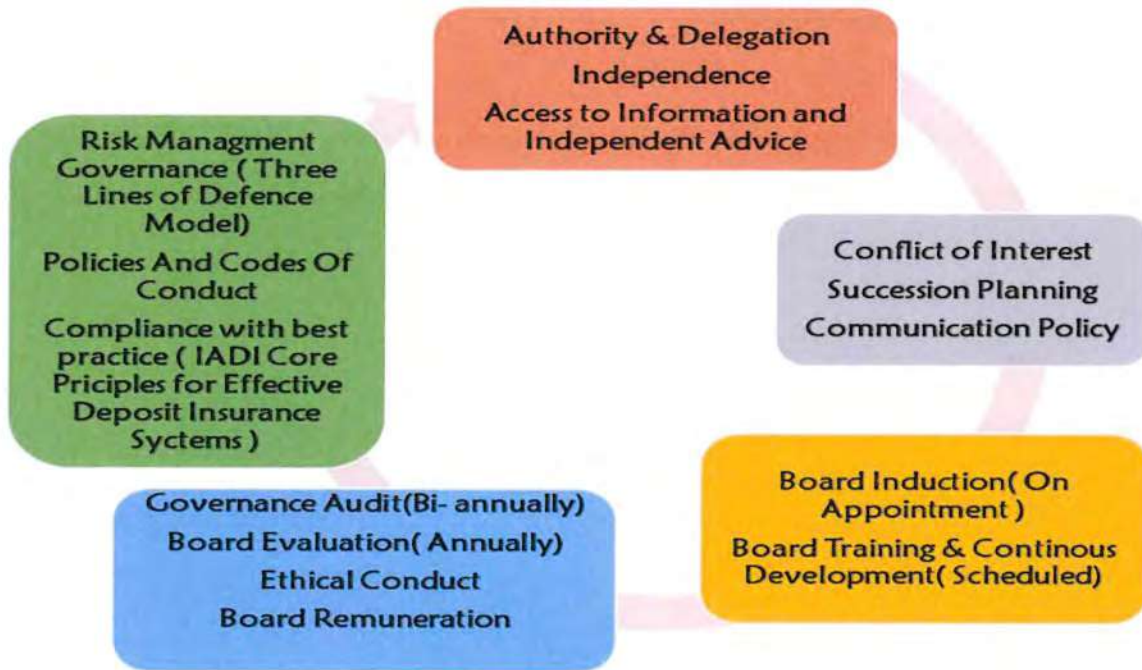 Authority & Delegation
Independence
Access to Information and
Independent Advice
Conflict of Interest
Succession Planning
Communication Policy
Board Induction( On
Appointment )
Board Training & Continous
Development( Scheduled)
Governance Audit(Bi- annually)
Board Evaluation( Annually)
Ethical Conduct
Board Remuneration
Risk Managment
Governance ( Three
Lines of Defence
Model)
Policies And Codes Of
Conduct
Compliance with best
practice ( IADI Core
Priciples for Effective
Deposit Insurance
Syctems )